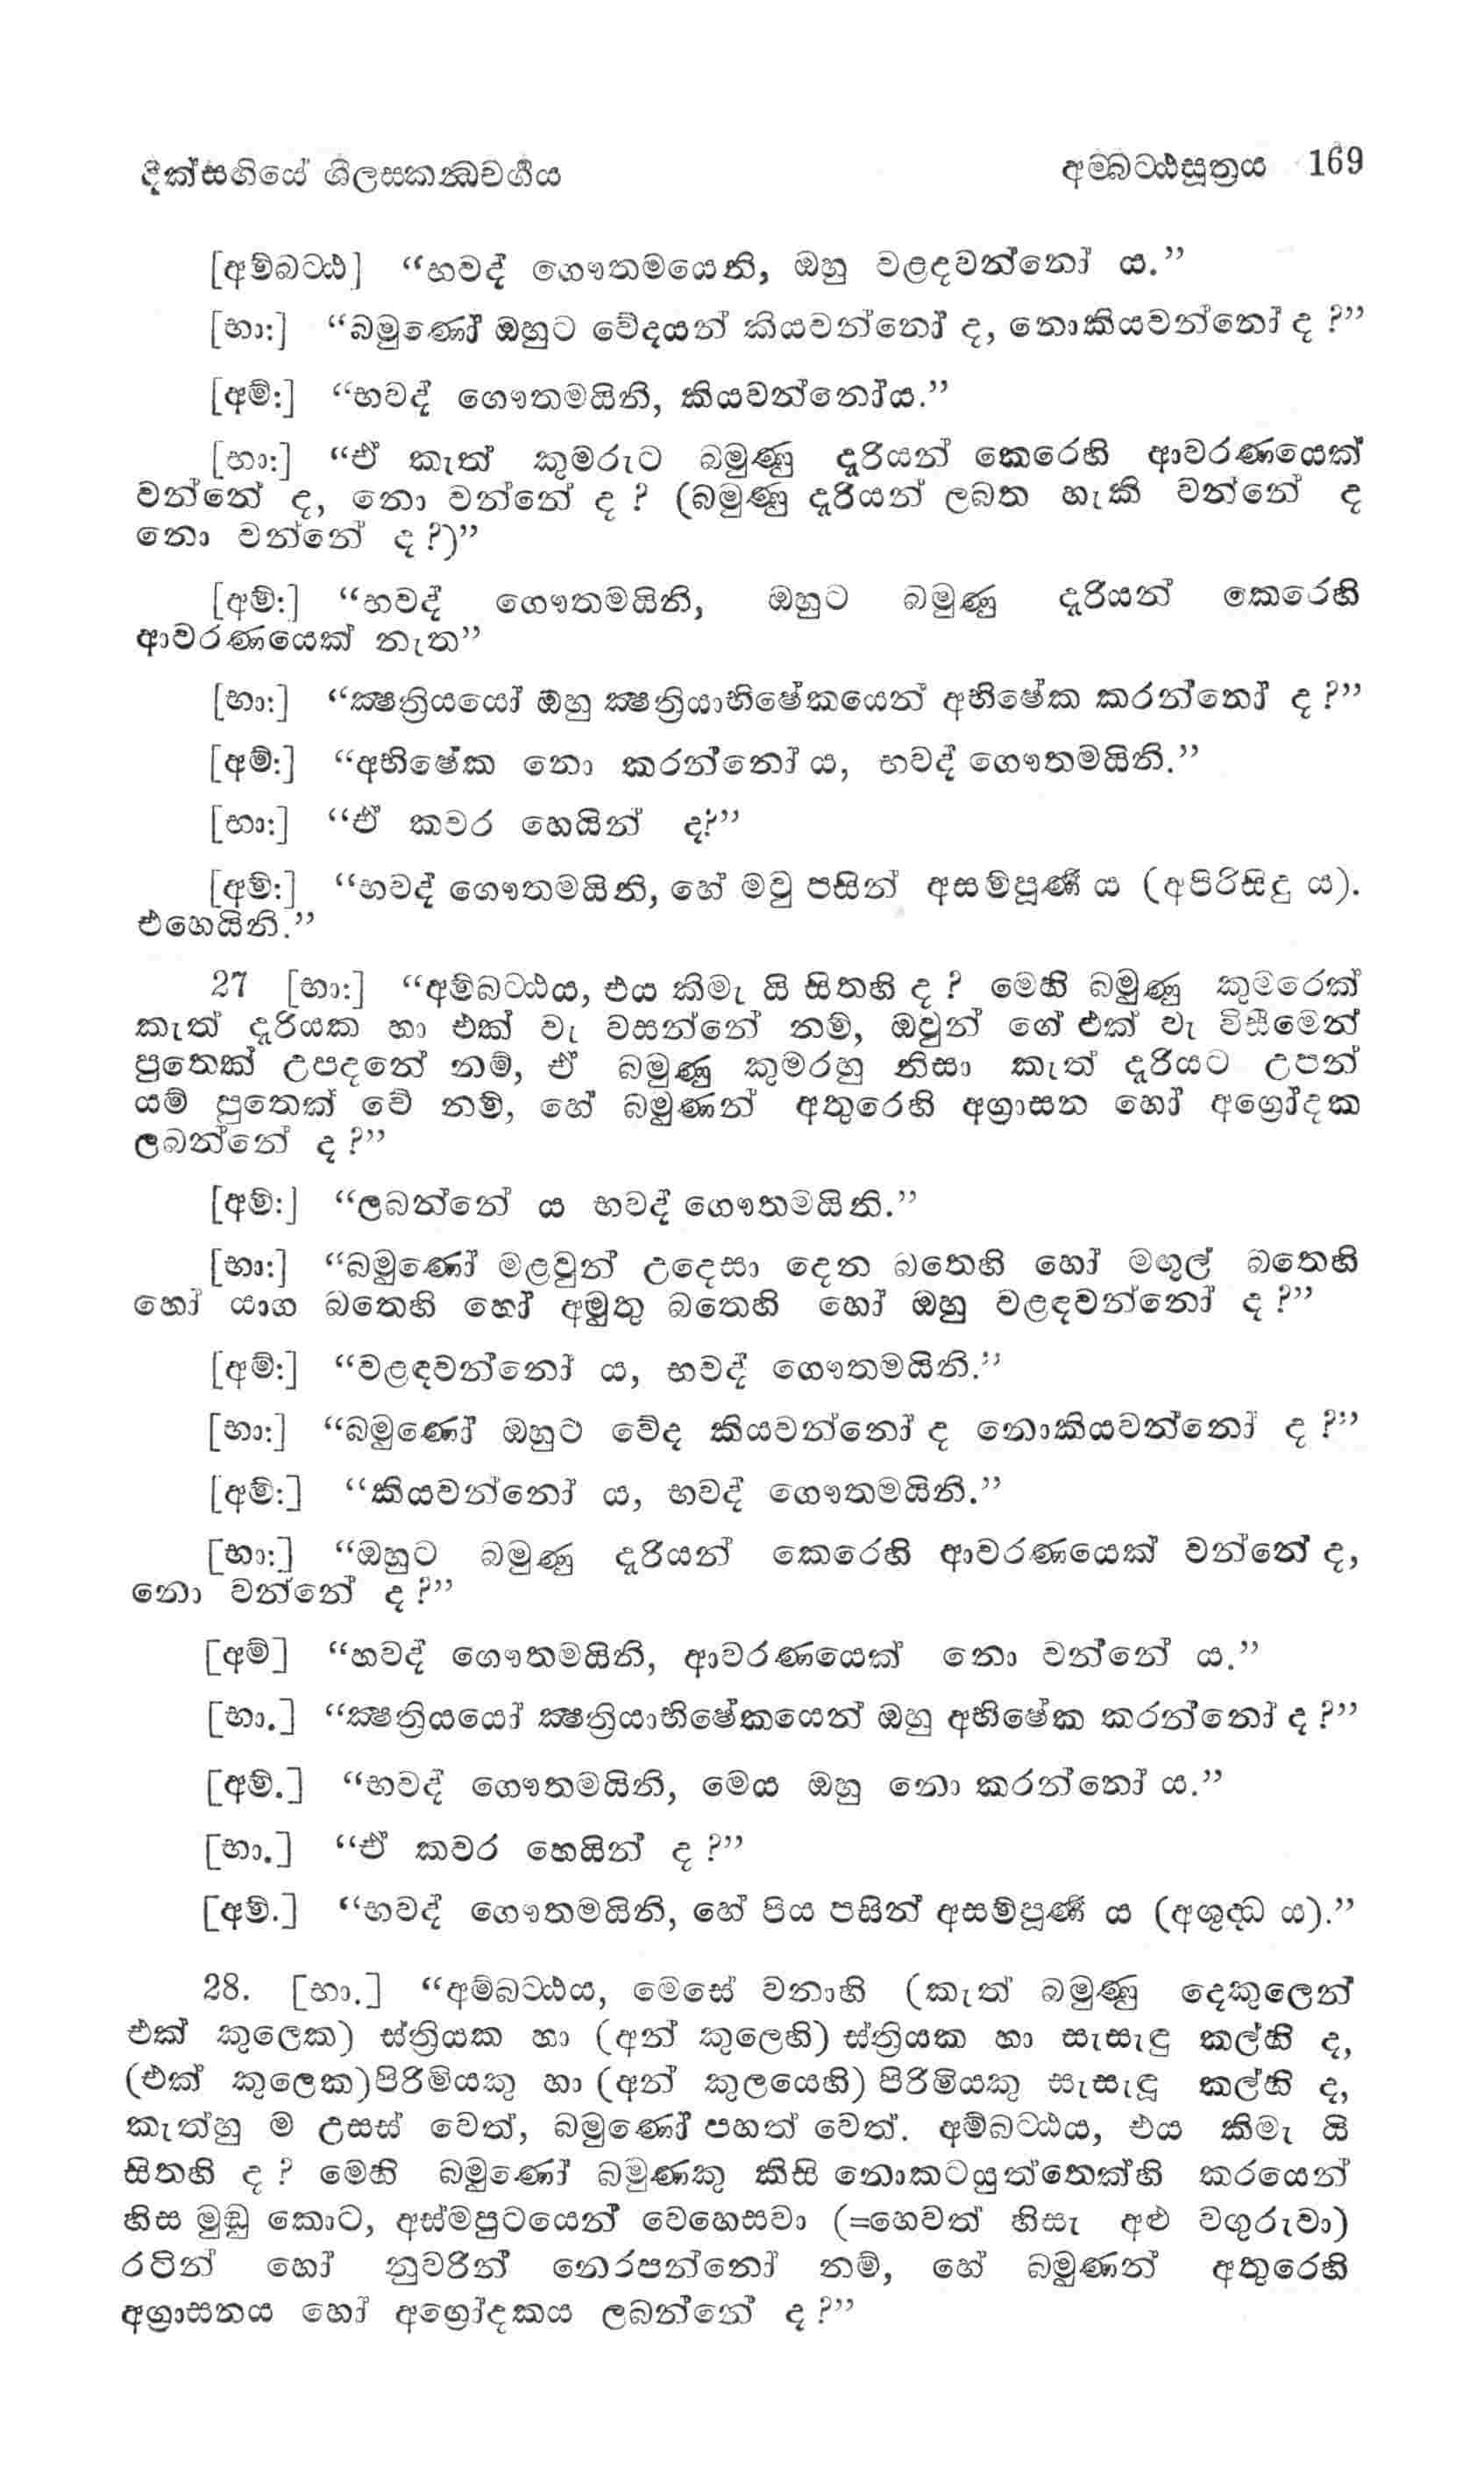 දික්සඟියේ ශීලසකන්‍ධවර්‍ගය අම්බට්ඨසූත්‍රය 169
[අම්බට්ඨ] “භවද් ගෞතමයෙනි, ඔහු වළඳවන්නෝ ය.”
[භා:] “බමුණෝ ඔහුට වේදයන් කියවන්නෝ ද, නොකියවන්නෝ ද ?”
[අම්:] “භවද් ගෞතමයිනි, කියවන්නෝය.”
[භා:] “ඒ කැත් කුමරුට බමුණු දැරියන් කෙරෙහි ආවරණයෙක්
වන්නේ ද, නො වන්නේ ද ? (බමුණු දැරියන් ලබත හැකි වන්නේ ද
නො වන්නේ ද ?)”
[අම්:] “භවද් ගෞතමයිනි, ඔහුට බමුණු දැරියන් කෙරෙහි
ආවරණයෙක් නැත”
[භා:] “ක්‍ෂත්‍රියයෝ ඔහු ක්‍ෂත්‍රියාභිෂේකයෙන් අභිෂේක කරන්නෝ ද ?”
[අම්:] “අභිෂේක නො කරන්නෝ ය, භවද් ගෞතමයිනි.”
[භා:] “ඒ කවර හෙයින් ද?”
[අම්:] “භවද් ගෞතමයිනි, හේ මවු පසින් අසම්පූර්‍ණ ය (අපිරිසිදු ය).
එහෙයිනි.”
27 [භා:] “අම්බට්ඨය, එය කිමැ යි සිතහි ද ? මෙහි බමුණු කුමරෙක්
කැත් දැරියක හා එක් වැ වසන්නේ නම්, ඔවුන් ගේ එක් වැ විසීමෙන්
පුතෙක් උපදනේ නම්, ඒ බමුණු කුමරහු නිසා කැත් දැරියට උපන්
යම් පුතෙක් වේ නම්, හේ බමුණන් අතුරෙහි අග්‍රාසන හෝ අග්‍රෝදක
ලබන්නේ ද ?”
[අම්:] “ලබන්නේ ය භවද් ගෞතමයිනි.”
[භා:] “බමුණෝ මළවුන් උදෙසා දෙන බතෙහි හෝ මඟුල් බතෙහි
හෝ යාග බතෙහි හෝ අමුතු බතෙහි හෝ ඔහු වළඳවන්නෝ ද ?”
[අම්:] “වළඳවන්නෝ ය, භවද් ගෞතමයිනි.”
[භා:] “බමුණෝ ඔහුට වේද කියවන්නෝ ද නොකියවන්නෝ ද ?”
[අම්:] “කියවන්නෝ ය, භවද් ගෞතමයිනි.”
[භා:] “ඔහුට බමුණු දැරියන් කෙරෙහි ආවරණයෙක් වන්නේ ද,
නො වන්නේ ද ?”
[අම්] “භවද් ගෞතමයිනි, ආවරණයෙක් නො වන්නේ ය.”
[භා.] “ක්‍ෂත්‍රියයෝ ක්‍ෂත්‍රියාභිෂේකයෙන් ඔහු අභිෂේක කරන්නෝ ද ?”
[අම්.] “භවද් ගෞතමයිනි, මෙය ඔහු නො කරන්නෝ ය.”
[භා.] “ඒ කවර හෙයින් ද ?”
[අම්.] “භවද් ගෞතමයිනි, හේ පිය පසින් අසම්පූර්‍ණ ය (අශුද්‍ධ ය).”
28. [භා.] “අම්බට්ඨය, මෙසේ වනාහි (කැත් බමුණු දෙකුලෙන්
එක් කුලෙක) ස්ත්‍රියක හා (අන් කුලෙහි) ස්ත්‍රියක හා සැසැඳූ කල්හි ද,
(එක් කුලෙක)පිරිමියකු හා (අන් කුලයෙහි) පිරිමියකු සැසැඳූ කල්හි ද,
කැත්හු ම උසස් වෙත්, බමුණෝ පහත් වෙත්. අම්බට්ඨය, එය කිමැ යි
සිතහි ද ? මෙහි බමුණෝ බමුණකු කිසි නොකටයුත්තෙක්හි කරයෙන්
හිස මුඩු කොට, අස්මපුටයෙන් වෙහෙසවා (=හෙවත් හිසැ අළු වගුරුවා)
රටින් හෝ නුවරින් නෙරපන්නෝ නම්, හේ බමුණන් අතුරෙහි
අග්‍රාසනය හෝ අග්‍රෝදකය ලබන්නේ ද ?”